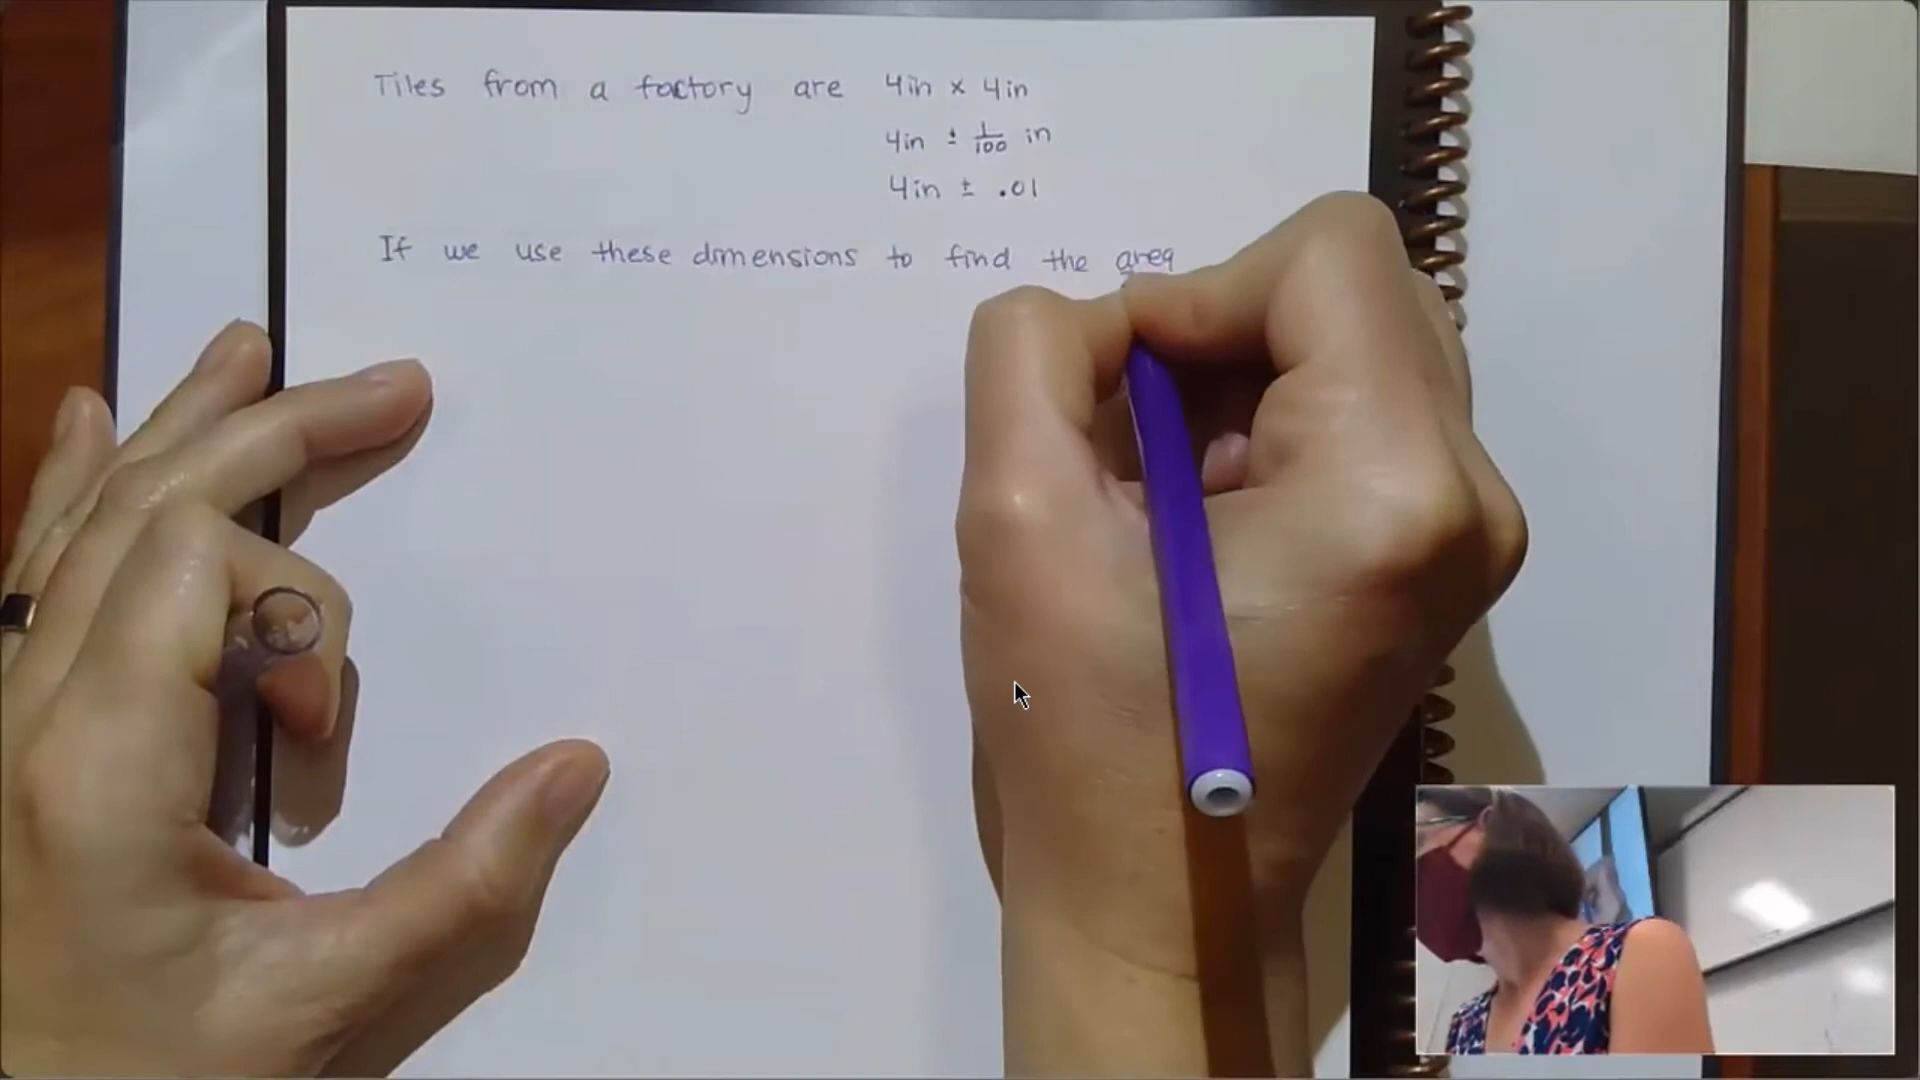 Tiles from a factory are 4in x 4in
4in ± 1/100 in
4in ± .01
If we use these dimensions to find the area